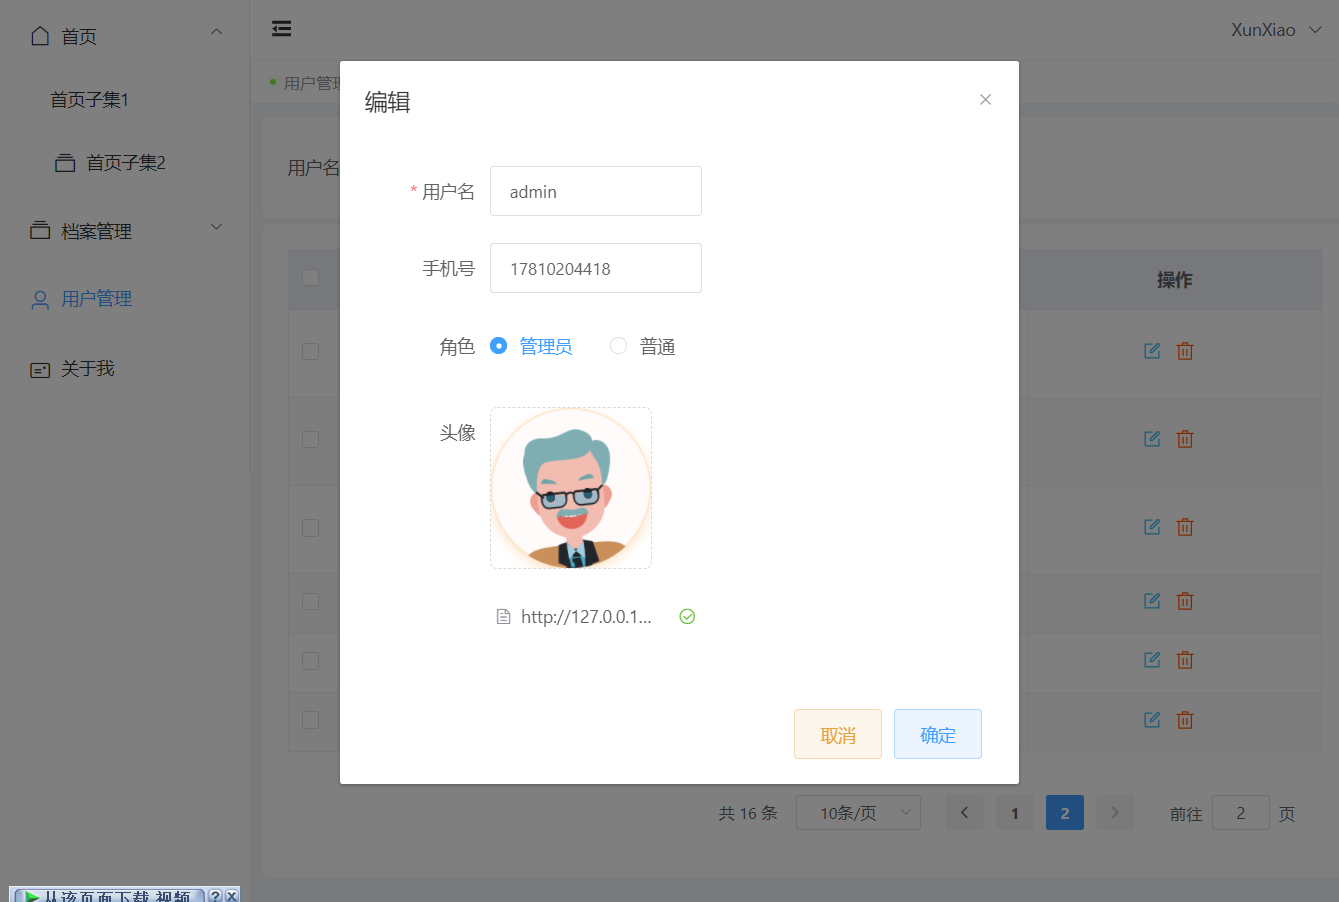 首页
首页子集1
首页子集2
档案管理
用户管理
关于我
XunXiao
用户管理
用户名
编辑
* 用户名
admin
手机号
17810204418
角色
管理员
普通
头像
http://127.0.0.1...
取消
确定
操作
共 16 条
10条/页
1
2
前往
2
页
从该页面下载 视频
? X